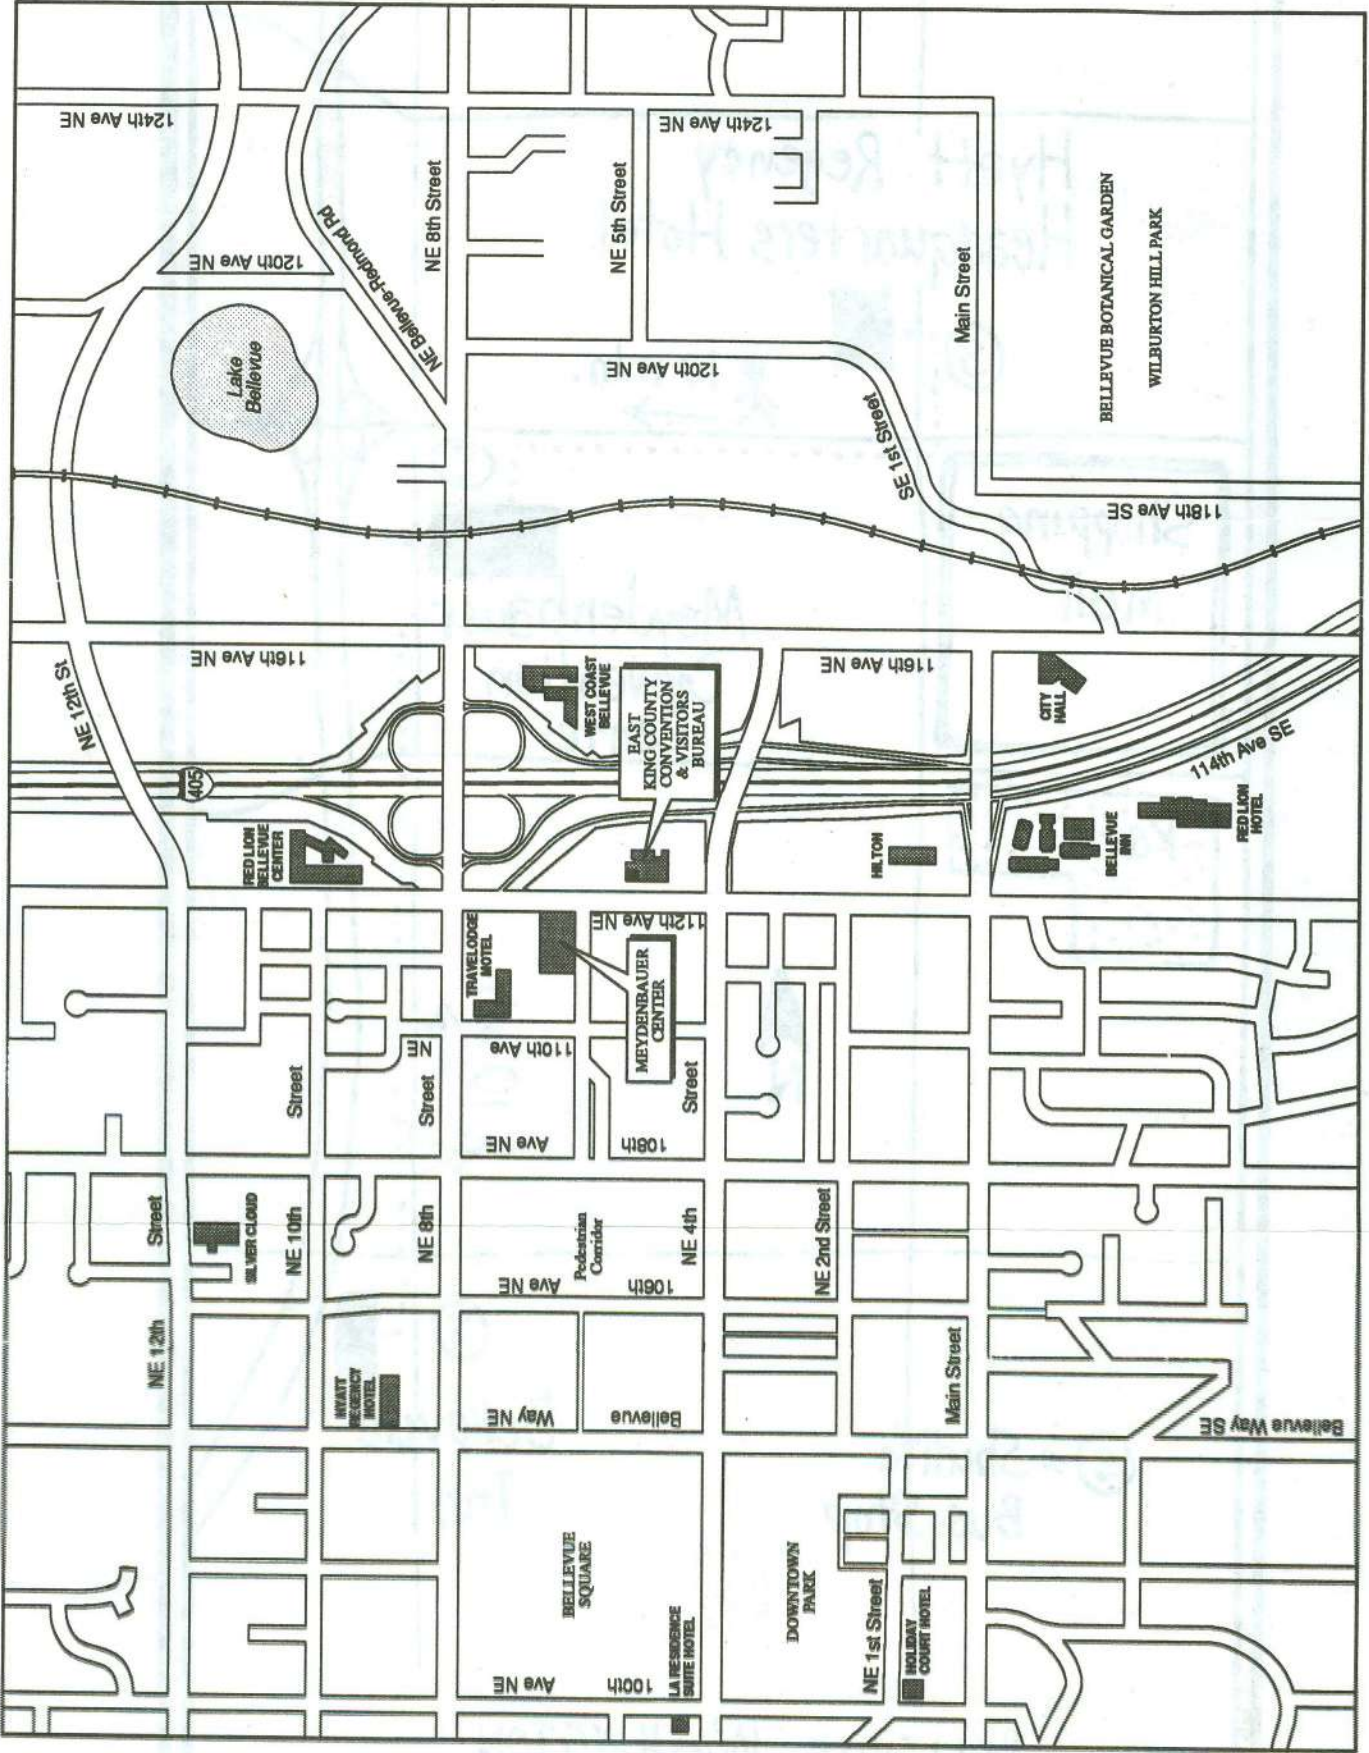 124th Ave NE
NE 8th Street
NE 5th Street
124th Ave NE
120th Ave NE
NE Bellevue-Redmond Rd
Lake
Bellevue
120th Ave NE
Main Street
BELLEVUE BOTANICAL GARDEN
WILBURTON HILL PARK
SE 1st Street
118th Ave SE
Hyatt Regency
Headquarters Hotel
Shopping
NE 12th St
116th Ave NE
WEST COAST
BELLEVUE
EAST
KING COUNTY
CONVENTION
& VISITORS
BUREAU
116th Ave NE
CITY
HALL
114th Ave SE
405
RED LION
BELLEVUE
CENTER
HILTON
BELLEVUE
INN
RED LION
HOTEL
TRAVELODGE
MOTEL
112th Ave NE
MEYDENBAUER
CENTER
Street
NE
Street
110th Ave NE
Street
108th
Ave NE
Street
SILVER CLOUD
NE 10th
NE 8th
Pedestrian
Corridor
NE 4th
NE 2nd Street
106th
Ave NE
NE 12th
HYATT
REGENCY
HOTEL
Bellevue
Way NE
Main Street
Bellevue Way SE
BELLEVUE
SQUARE
DOWNTOWN
PARK
LA RESIDENCE
SUITE HOTEL
NE 1st Street
HOLIDAY
COURT HOTEL
100th
Ave NE